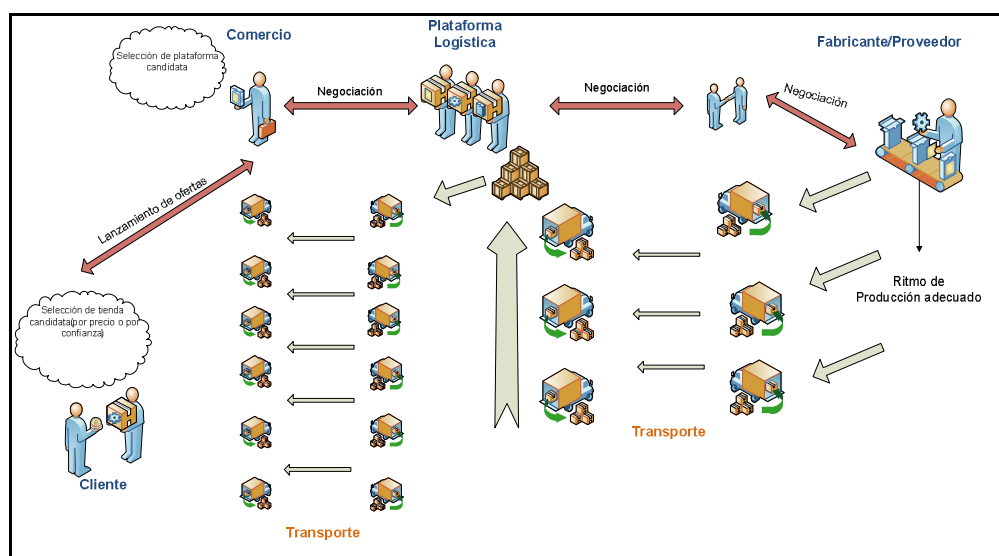 Comercio
Plataforma
Logística
Fabricante/Proveedor
Selección de plataforma
candidata
Negociación
Negociación
Negociación
Lanzamiento de ofertas
Ritmo de
Producción adecuado
Selección de tienda
candidata(por precio o por
confianza)
Transporte
Cliente
Transporte